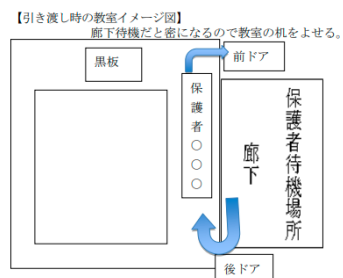 【引き渡し時の教室イメージ図】
廊下待機だと密になるので教室の机をよせる。
黒板
前ドア
保護者○○○
廊下
保護者待機場所
後ドア